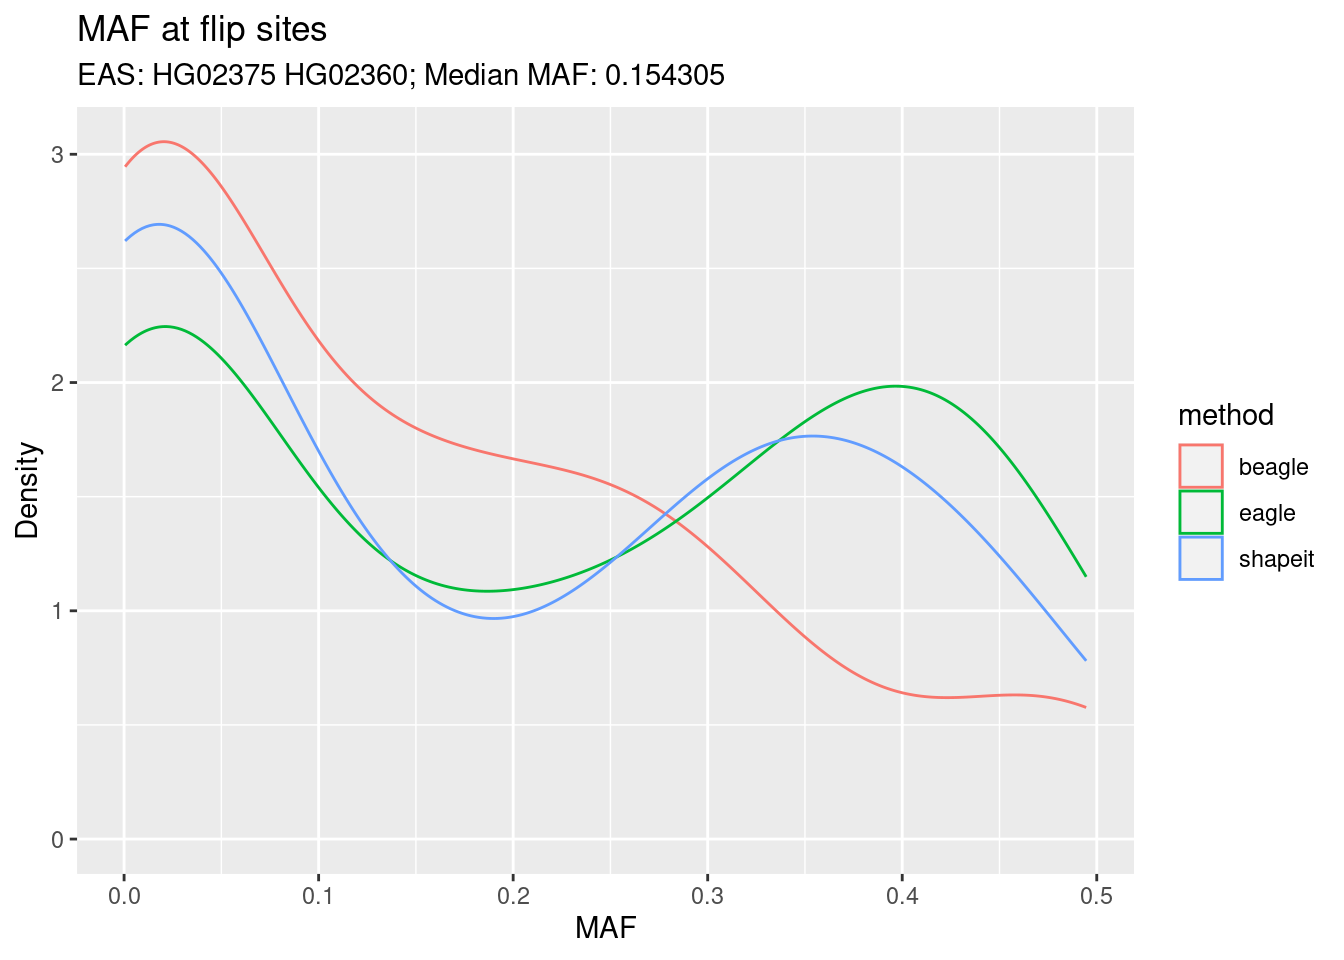 MAF at flip sites
EAS: HG02375 HG02360; Median MAF: 0.154305
Density
3
2
1
0
0.0 0.1 0.2 0.3 0.4 0.5
MAF
method
beagle
eagle
shapeit